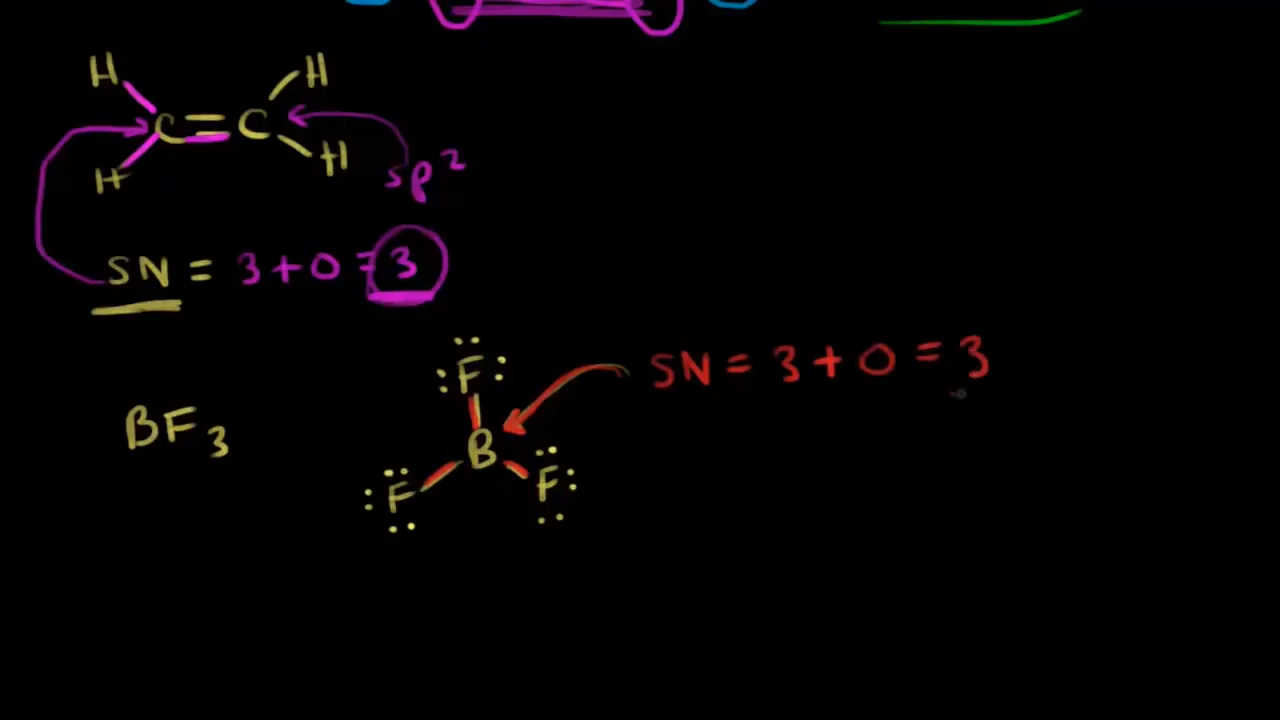 H H
C=C
H H
sp²
SN = 3+0=3
:F:
SN = 3+0=3
BF₃
B
:F F: